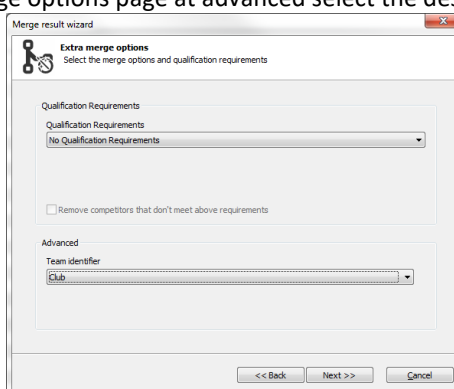 ge options page at advanced select the des
Merge result wizard
Extra merge options
Select the merge options and qualification requirements
Qualification Requirements
Qualification Requirements
No Qualification Requirements
Remove competitors that don't meet above requirements
Advanced
Team identifier
Club
<< Back Next >> Cancel